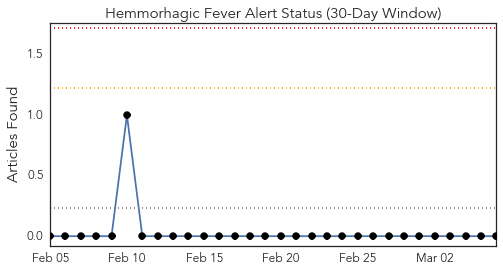 Hemmorhagic Fever Alert Status (30-Day Window)
Articles Found
1.5
1.0
0.5
0.0
Feb 05 Feb 10 Feb 15 Feb 20 Feb 25 Mar 02